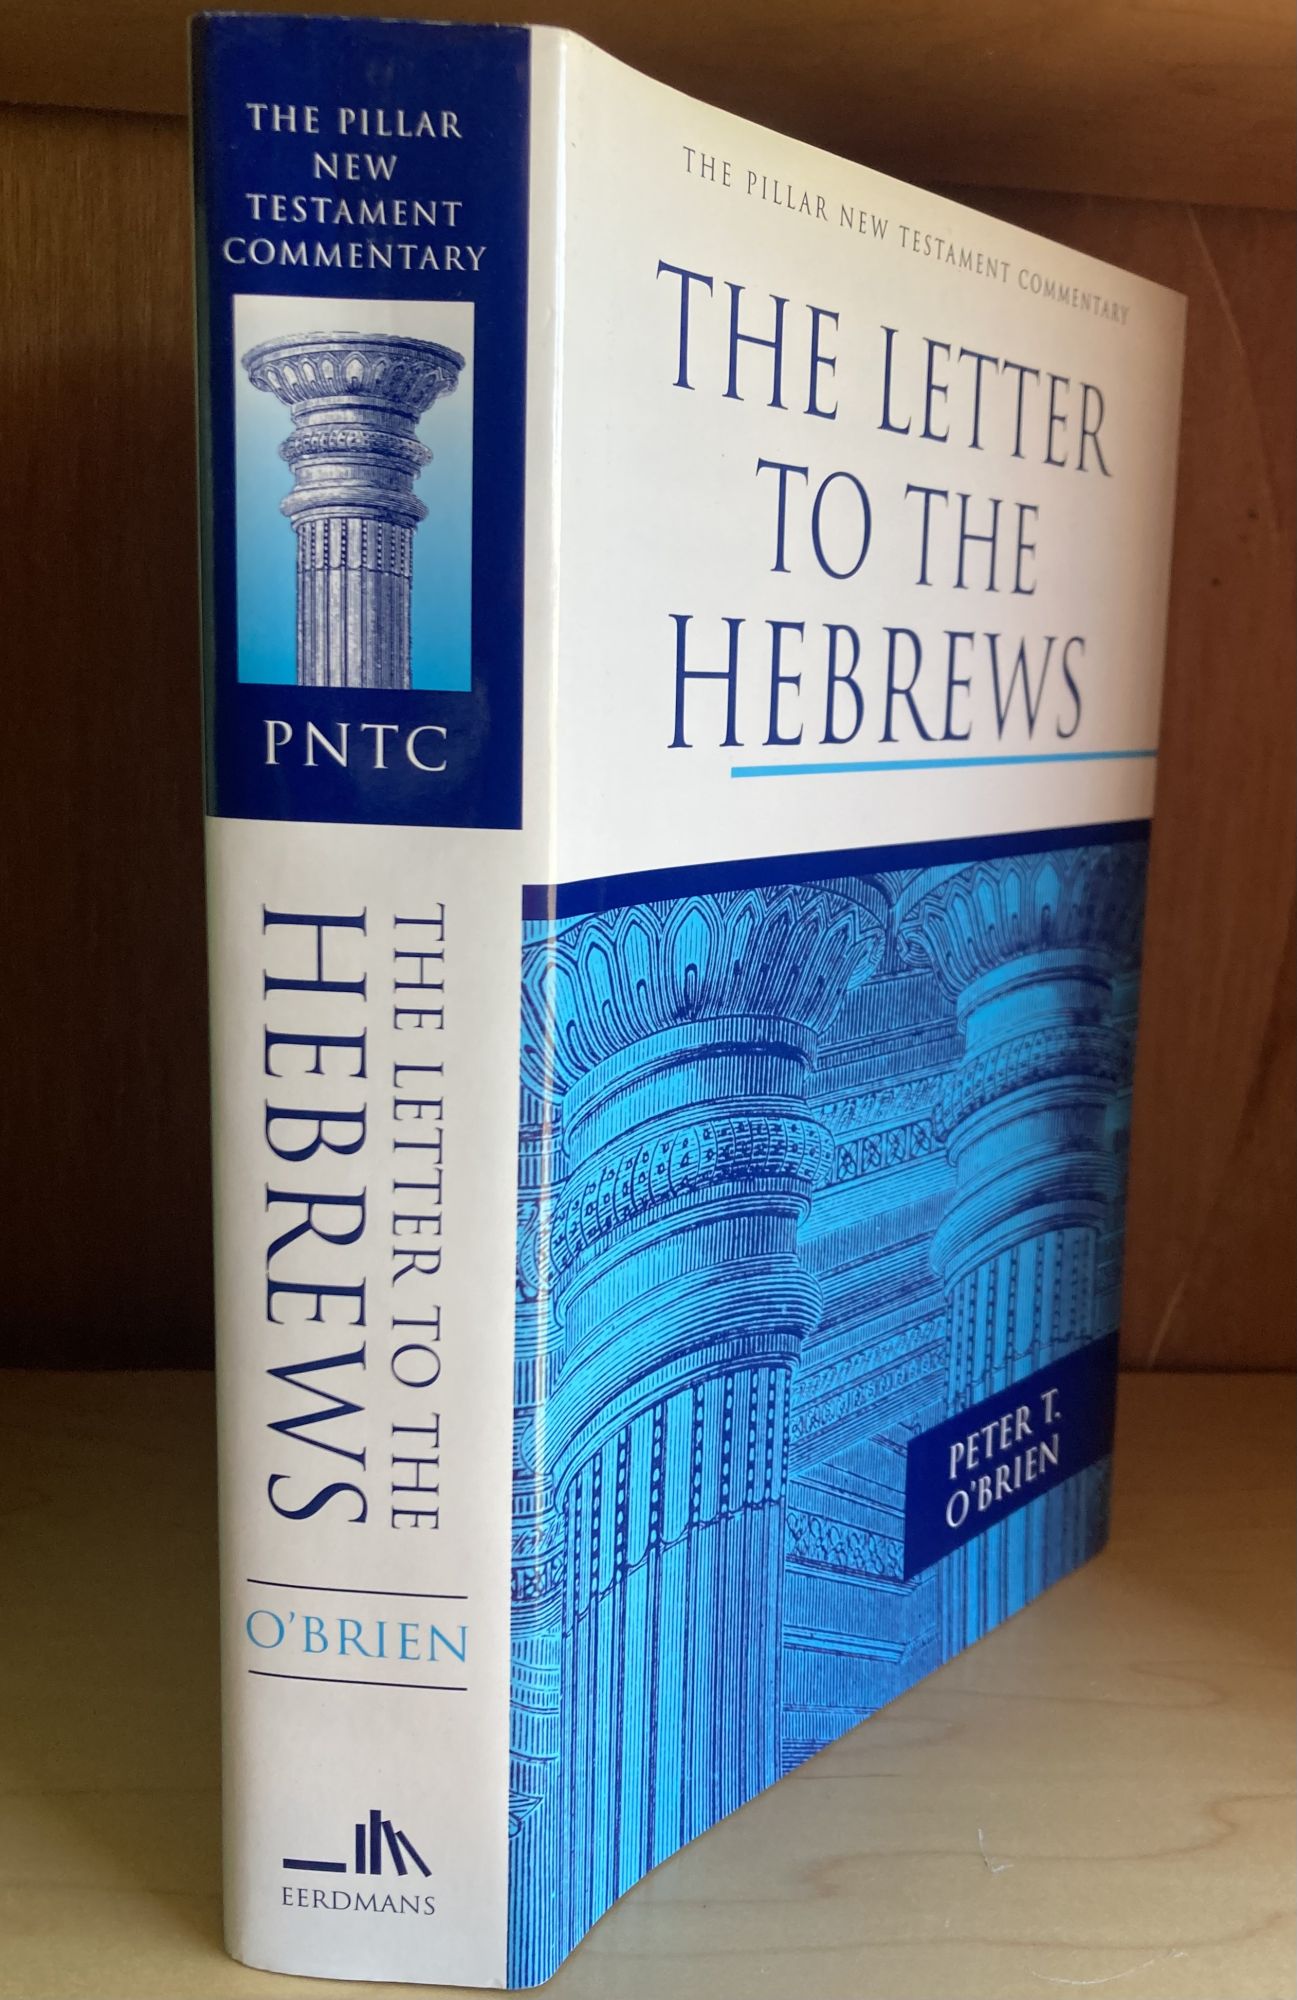 THE PILLAR
NEW
TESTAMENT
COMMENTARY
PNTC
THE LETTER TO THE
HEBREWS
O'BRIEN
EERDMANS
THE PILLAR NEW TESTAMENT COMMENTARY
THE LETTER
TO THE
HEBREWS
PETER T.
O'BRIEN